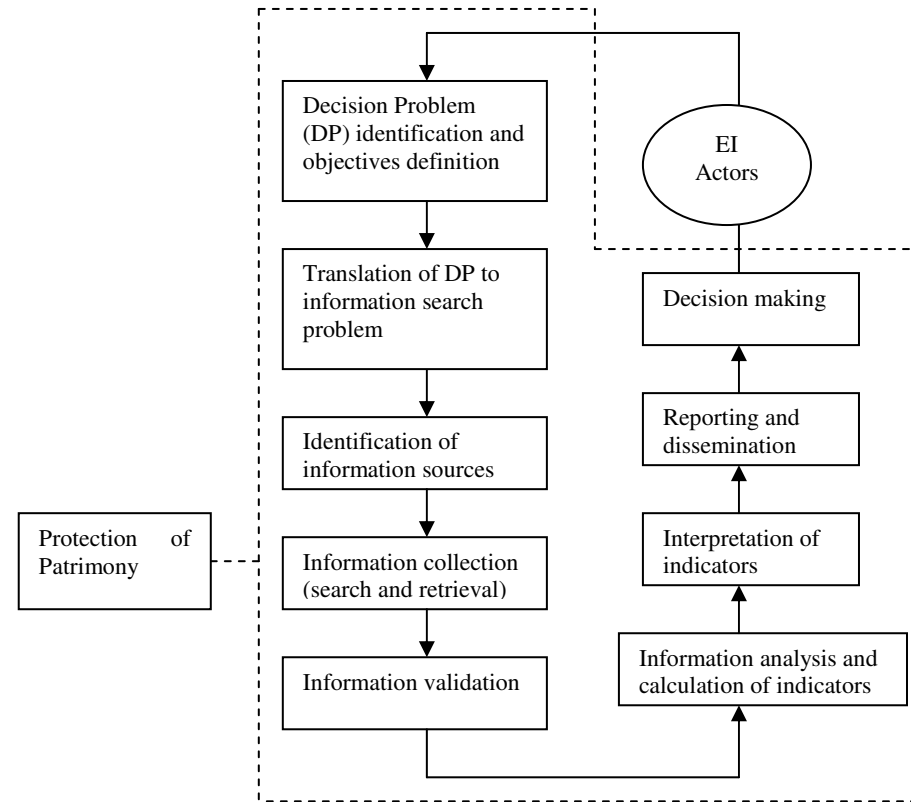 Decision Problem
(DP) identification and
objectives definition
Translation of DP to
information search
problem
Identification of
information sources
Information collection
(search and retrieval)
Information validation
Protection of
Patrimony
EI
Actors
Decision making
Reporting and
dissemination
Interpretation of
indicators
Information analysis and
calculation of indicators